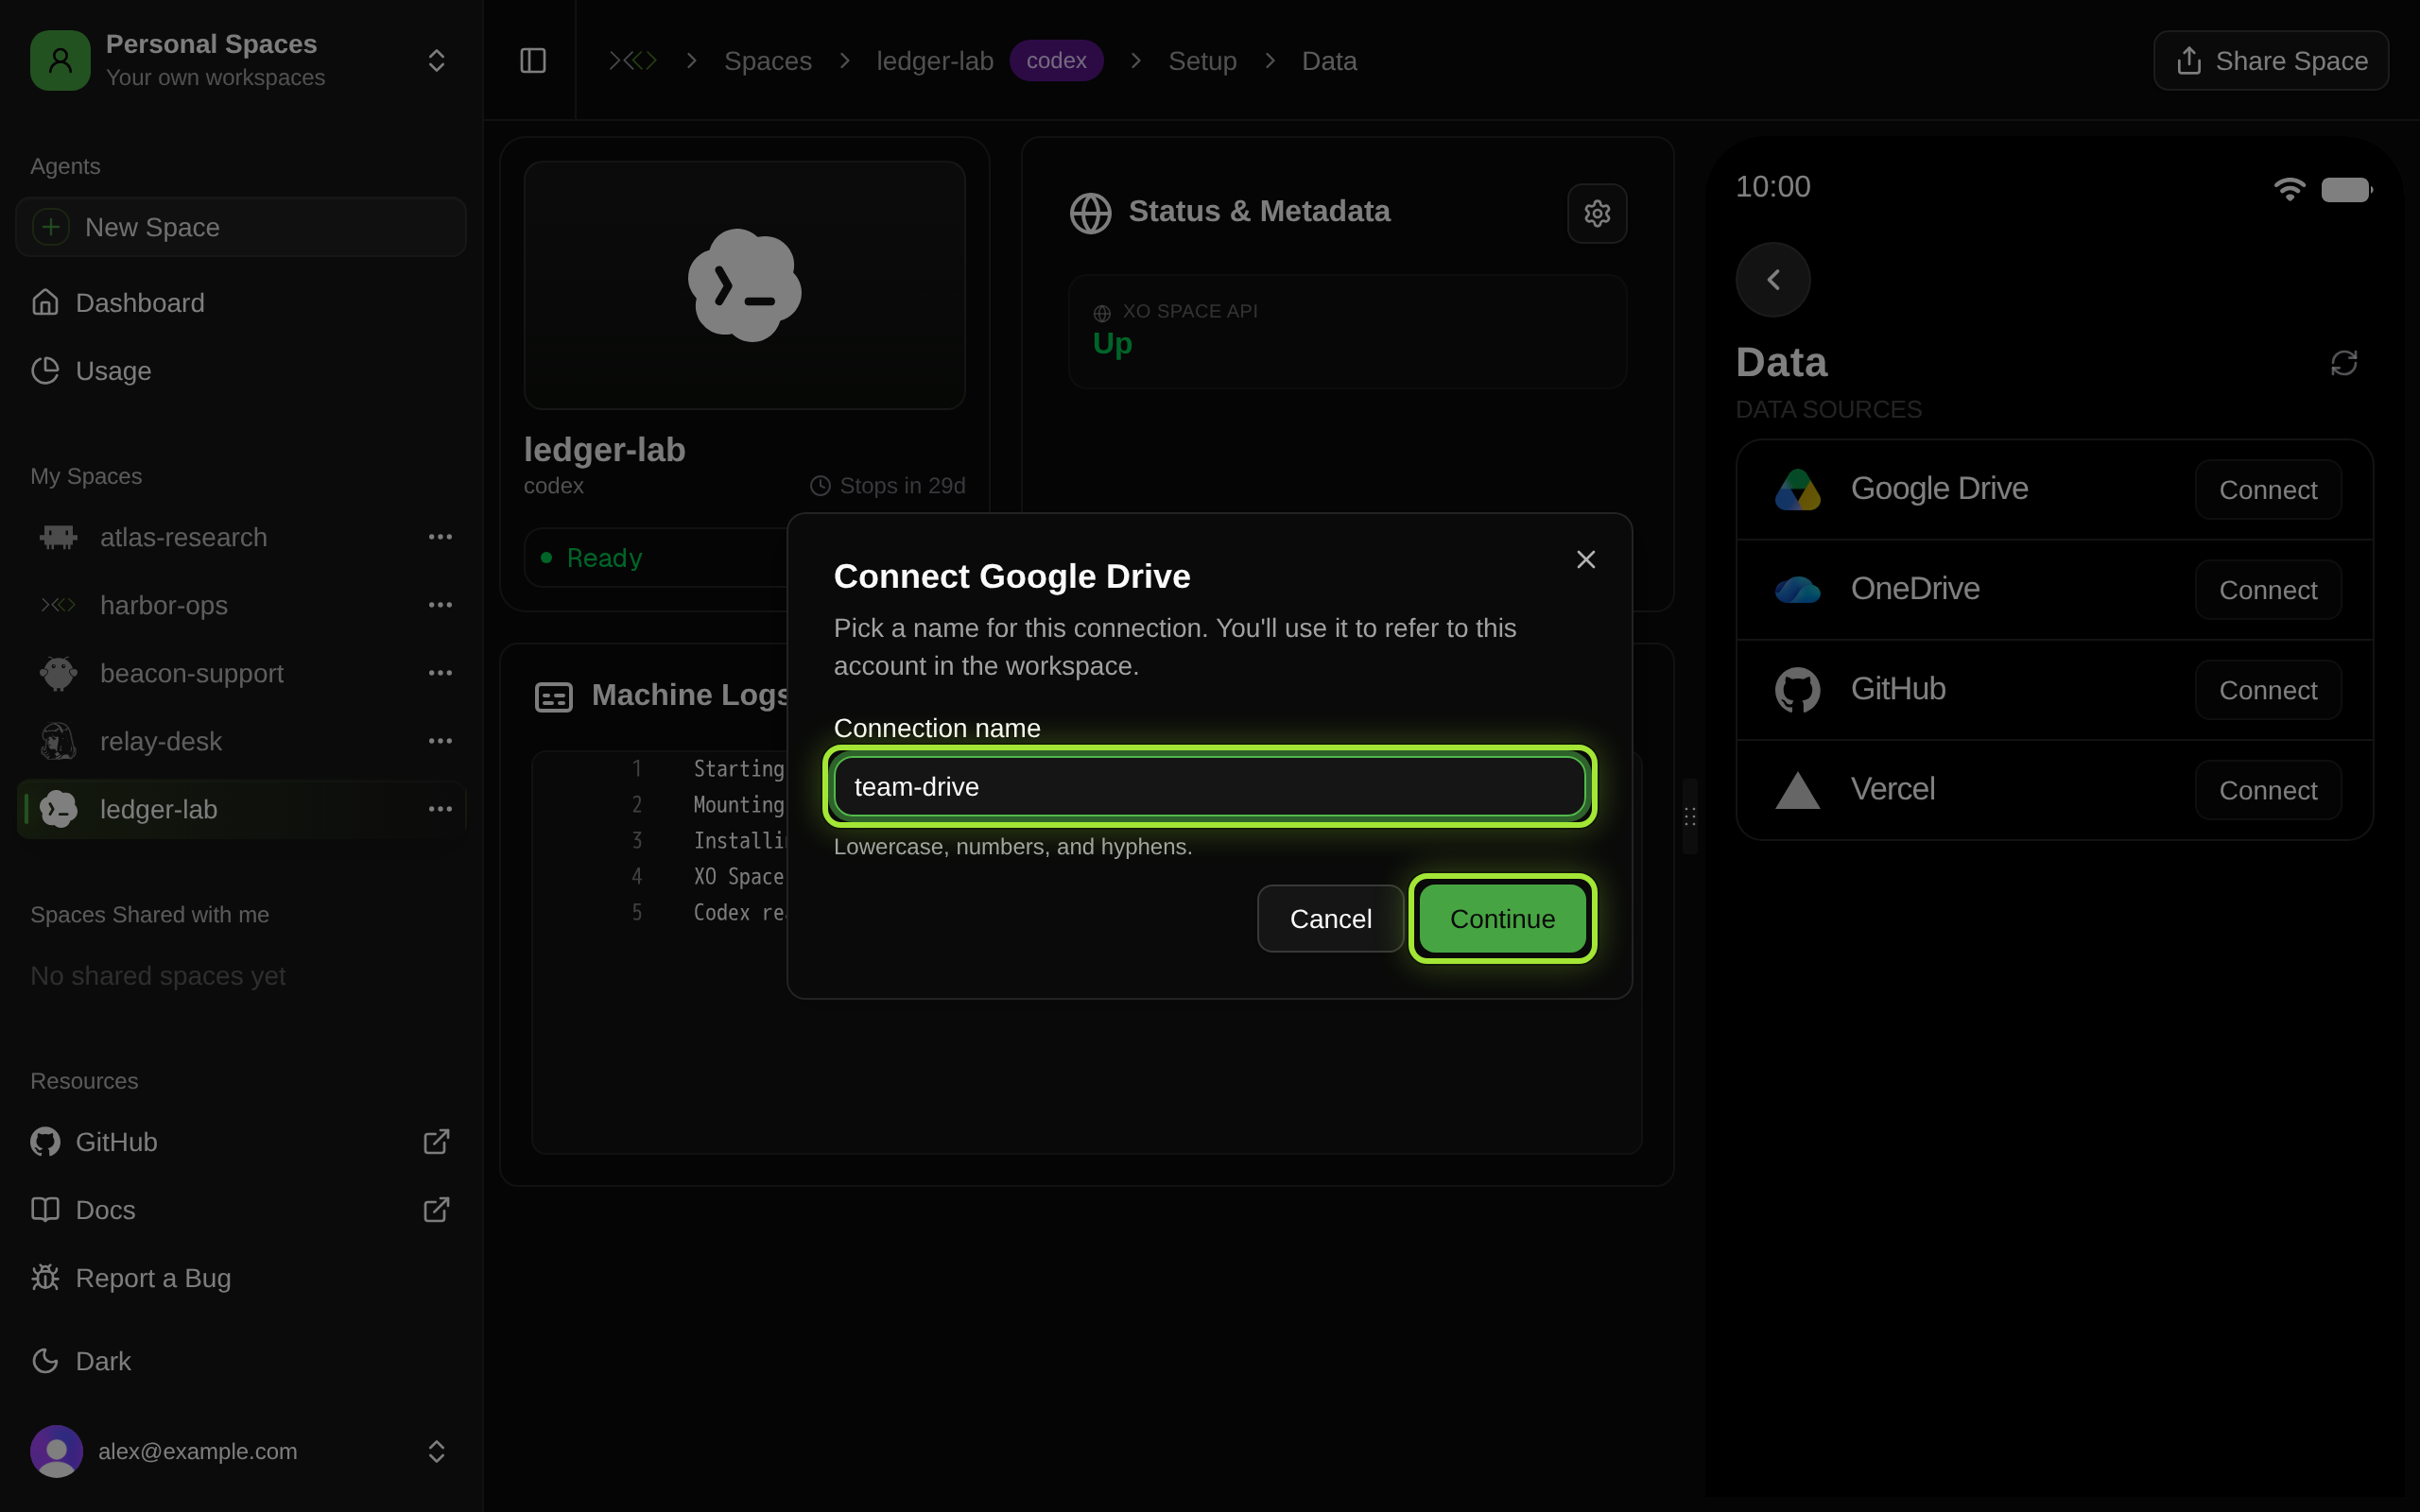 Personal Spaces
Your own workspaces
Agents
New Space
Dashboard
Usage
My Spaces
atlas-research
harbor-ops
beacon-support
relay-desk
ledger-lab
Spaces Shared with me
No shared spaces yet
Resources
GitHub
Docs
Report a Bug
Dark
alex@example.com
Spaces
ledger-lab
codex
Setup
Data
Share Space
ledger-lab
codex
Stops in 29d
Ready
Status & Metadata
XO SPACE API
Up
Machine Logs
1 Starting
2 Mounting
3 Installin
4 XO Space
5 Codex rea
Connect Google Drive
Pick a name for this connection. You'll use it to refer to this
account in the workspace.
Connection name
team-drive
Lowercase, numbers, and hyphens.
Cancel
Continue
10:00
Data
DATA SOURCES
Google Drive
Connect
OneDrive
Connect
GitHub
Connect
Vercel
Connect